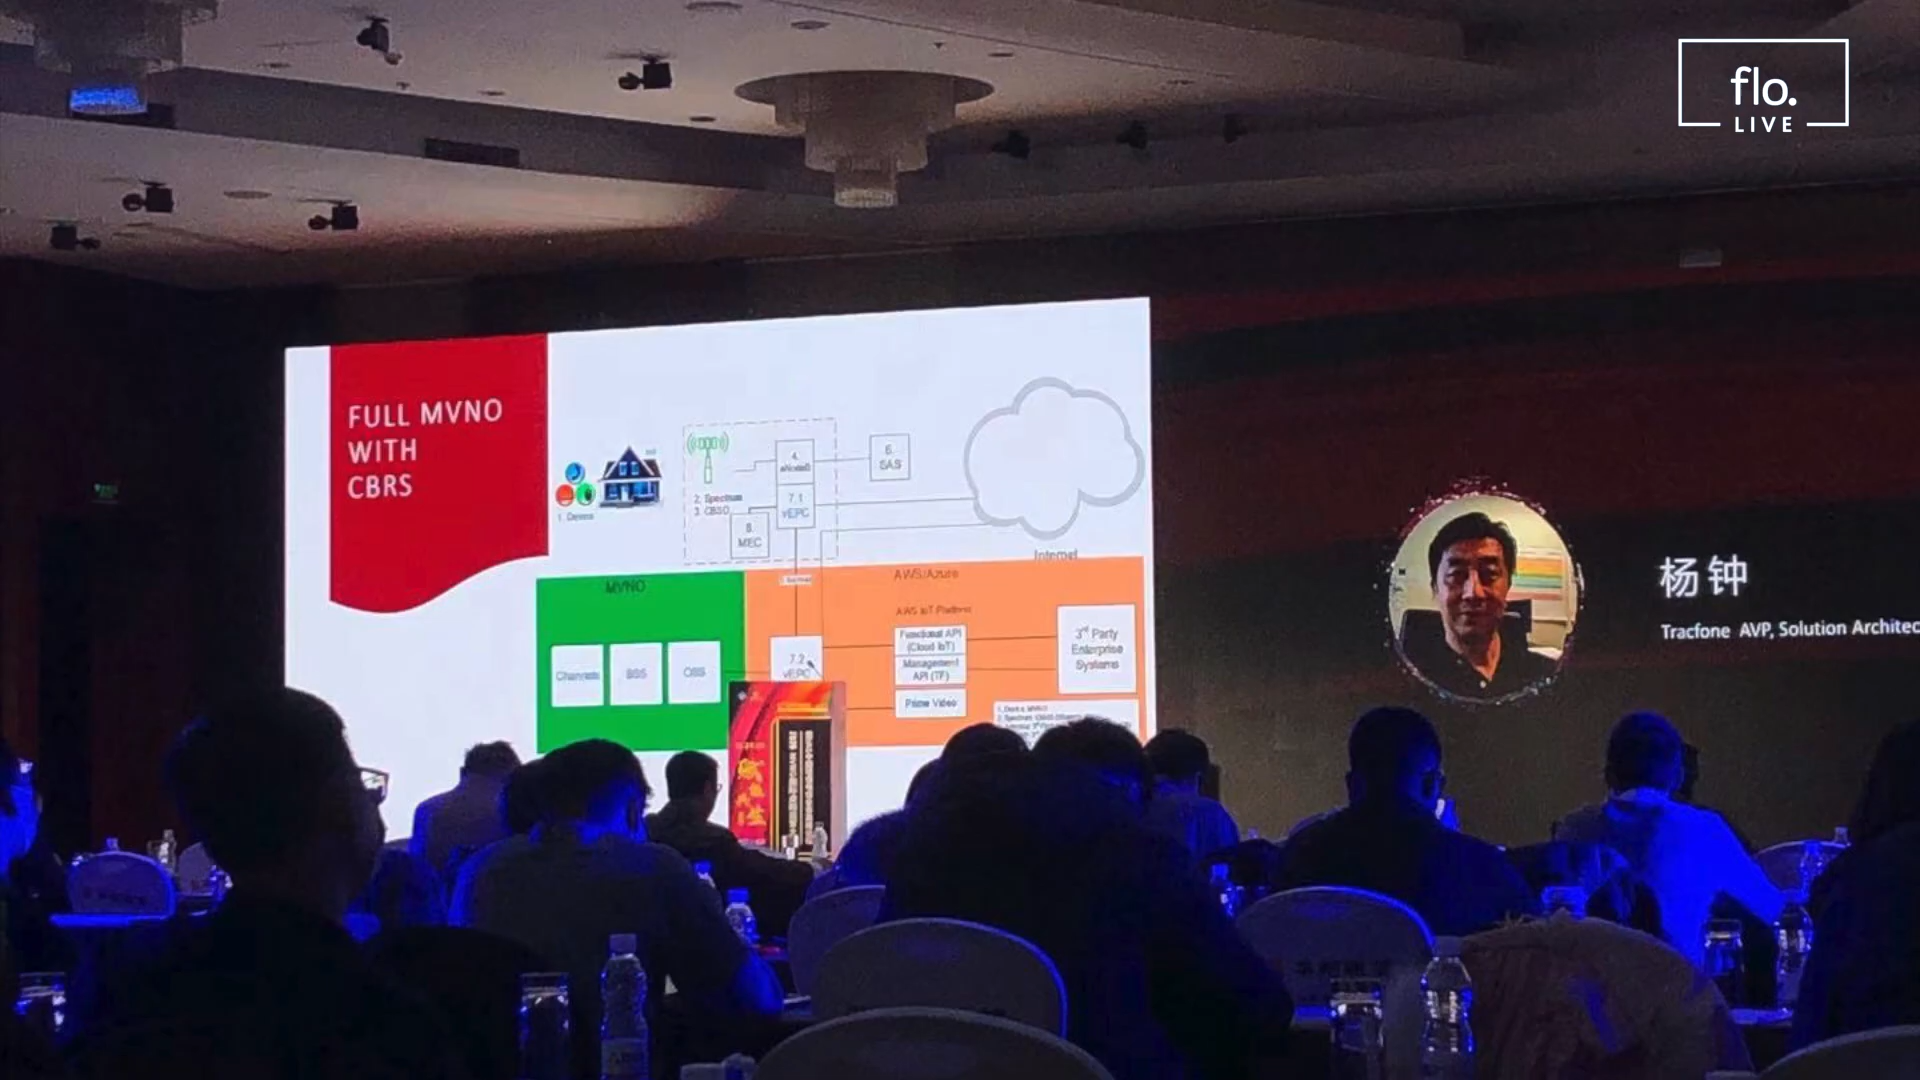 flo.
LIVE
FULL MVNO
WITH
CBRS
1. Device
2. Spectrum
3. CBSD
4.
eNodeB
7.1
vEPC
8.
MEC
6.
SAS
Internet
MVNO
Channels
BSS
OSS
AWS/Azure
7.2
vEPC
AWS IoT Platform
Functional API
(Cloud IoT)
Management
API (TF)
Prime Video
3rd Party
Enterprise
Systems
杨钟
Tracfone AVP, Solution Architec